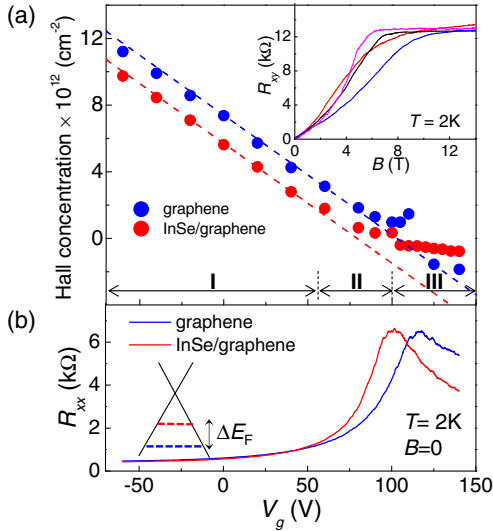 (a)
Hall concentration × 10¹² (cm⁻²)
12
8
4
0
graphene
InSe/graphene
R_xy (kΩ)
12
8
4
0
0 4 8 12
B (T)
T = 2K
I II III
(b)
graphene
InSe/graphene
R_xx (kΩ)
6
4
2
0
ΔE_F
T= 2K
B=0
-50 0 50 100 150
V_g (V)